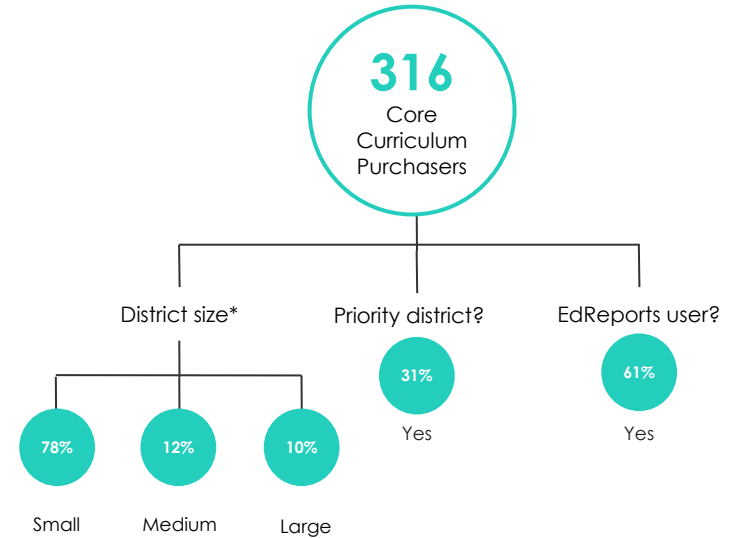 316
Core
Curriculum
Purchasers
District size*
Priority district?
EdReports user?
31%
61%
Yes
Yes
78%
12%
10%
Small
Medium
Large